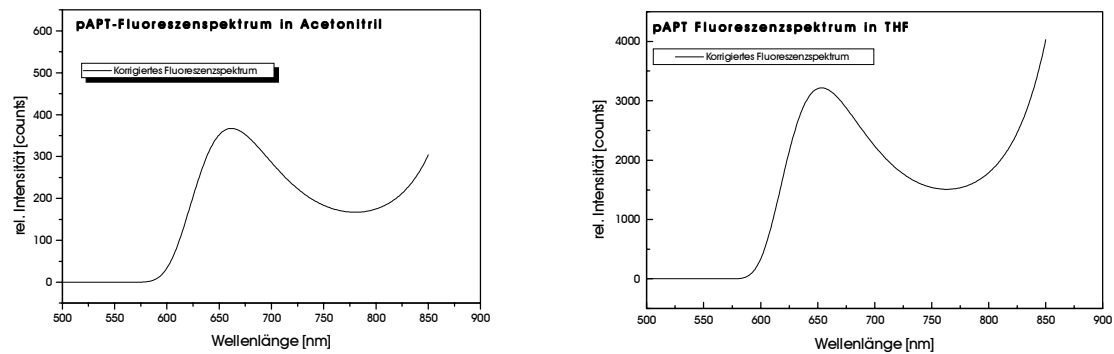 pAPT-Fluoreszenspektrum in Acetonitril
Korrigiertes Fluoreszenzspektrum
rel. Intensität [counts]
600
500
400
300
200
100
0
500 550 600 650 700 750 800 850 900
Wellenlänge [nm]
pAPT Fluoreszenzspektrum in THF
Korrigiertes Fluoreszenzspektrum
rel. Intensität [counts]
4000
3000
2000
1000
0
500 550 600 650 700 750 800 850 900
Wellenlänge [nm]